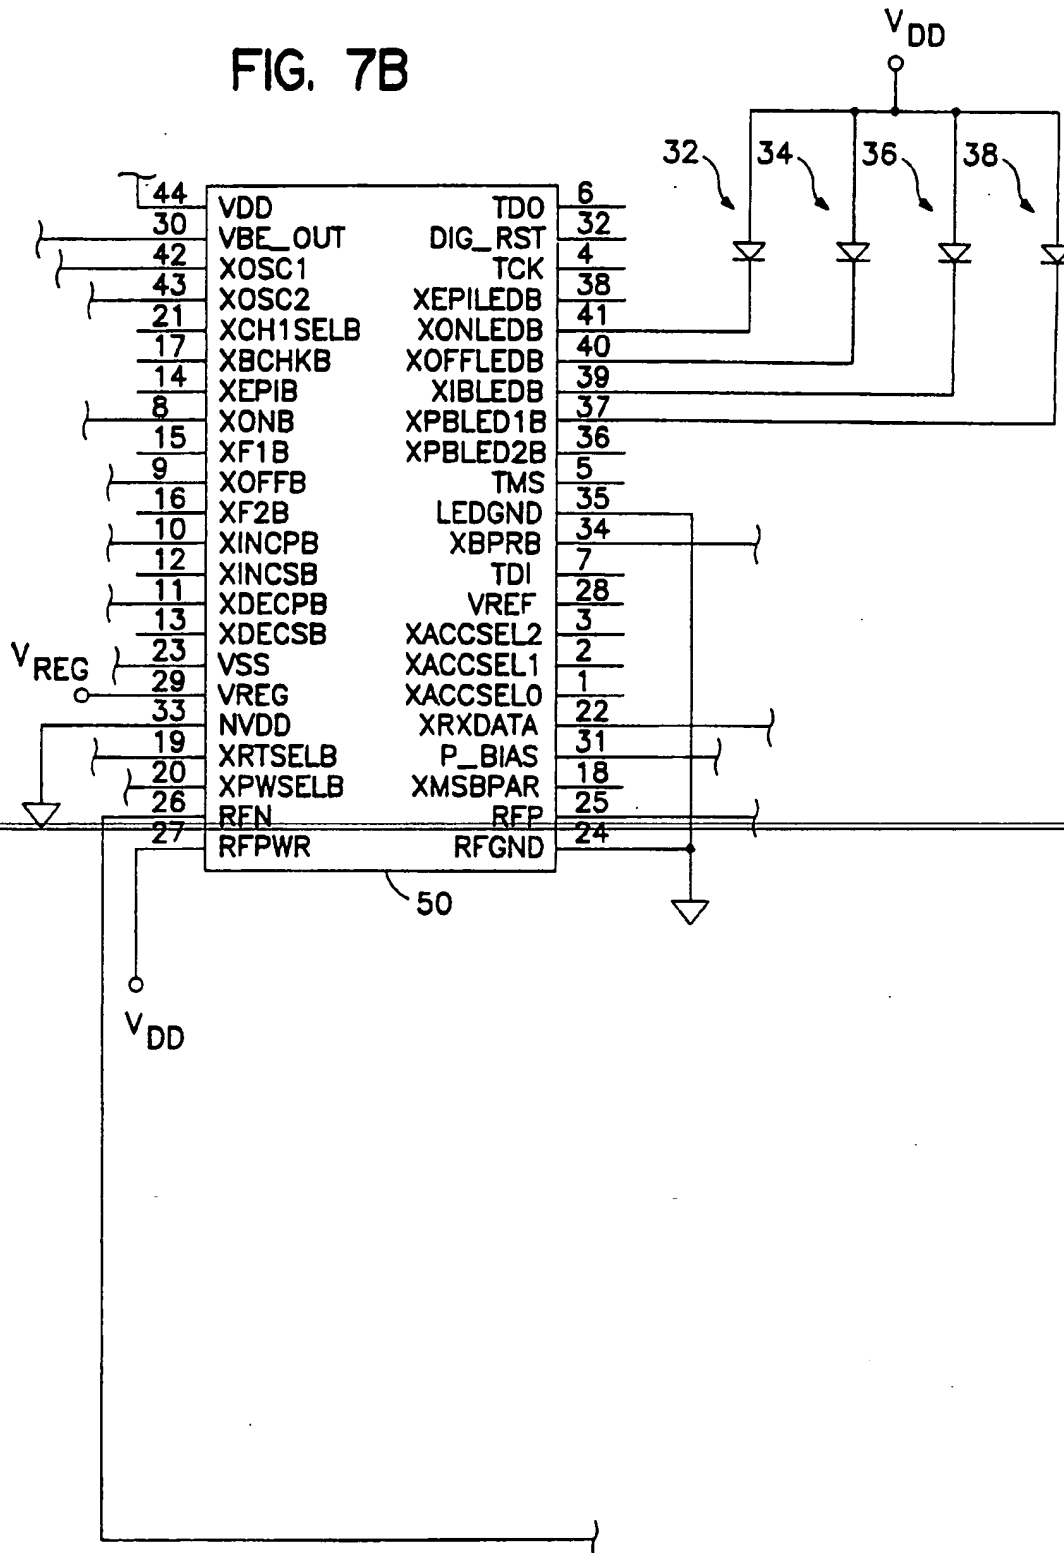 FIG. 7B
V DD
32 34 36 38
44 VDD TDO 6
30 VBE_OUT DIG_RST 32
42 XOSC1 TCK 4
43 XOSC2 XEPILEDB 38
21 XCH1SELB XONLEDB 41
17 XBCHKB XOFFLEDB 40
14 XEPIB XIBLEDB 39
8 XONB XPBLED1B 37
15 XF1B XPBLED2B 36
9 XOFFB TMS 5
16 XF2B LEDGND 35
10 XINCPB XBPRB 34
12 XINCSB TDI 7
11 XDECPB VREF 28
13 XDECSB XACCSEL2 3
23 VSS XACCSEL1 2
V REG 29 VREG XACCSEL0 1
33 NVDD XRXDATA 22
19 XRTSELB P_BIAS 31
20 XPWSELB XMSBPAR 18
26 RFN RFP 25
27 RFPWR RFGND 24
50
V DD